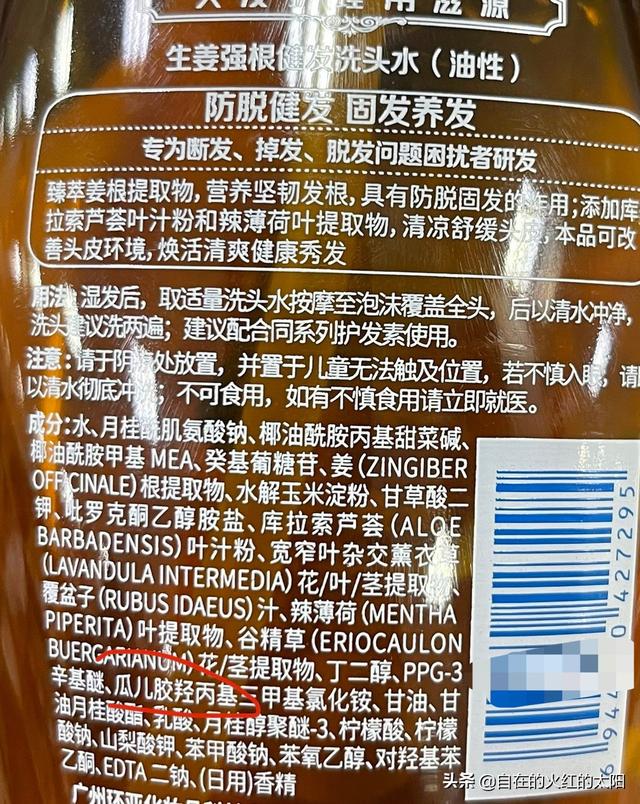 生姜强根健发洗头水(油性)
防脱健发 固发养发
专为断发、掉发、脱发问题困扰者研发
臻萃姜根提取物,营养坚韧发根,具有防脱固发的作用;添加库
拉索芦荟叶汁粉和辣薄荷叶提取物,清凉舒缓头皮,本品可改
善头皮环境,焕活清爽健康秀发
用法:湿发后,取适量洗头水按摩至泡沫覆盖全头,后以清水冲净,
洗头建议洗两遍;建议配合同系列护发素使用。
注意:请于阴凉处放置,并置于儿童无法触及位置,若不慎入眼,请
以清水彻底冲洗;不可食用,如有不慎食用请立即就医。
成分:水、月桂酰肌氨酸钠、椰油酰胺丙基甜菜碱、
椰油酰胺甲基 MEA、癸基葡糖苷、姜(ZINGIBER
OFFICINALE)根提取物、水解玉米淀粉、甘草酸二
钾、吡罗克酮乙醇胺盐、库拉索芦荟(ALOE
BARBADENSIS)叶汁粉、宽窄叶杂交薰衣草
(LAVANDULA INTERMEDIA)花/叶/茎提取物、
覆盆子(RUBUS IDAEUS)汁、辣薄荷(MENTHA
PIPERITA)叶提取物、谷精草(ERIOCAULON
BUERGARIANUM)花/茎提取物、丁二醇、PPG-3
辛基醚、瓜儿胶羟丙基三甲基氯化铵、甘油、甘
油月桂酸酯、乳酸、月桂醇聚醚-3、柠檬酸、柠檬
酸钠、山梨酸钾、苯甲酸钠、苯氧乙醇、对羟基苯
乙酮、EDTA 二钠、(日用)香精
6 944 0427295
头条 @自在的火红的太阳